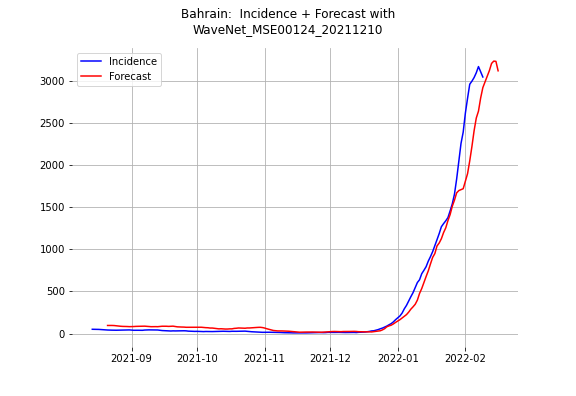 Bahrain:  Incidence + Forecast with
WaveNet_MSE00124_20211210
Incidence
Forecast
3000
2500
2000
1500
1000
500
0
2021-09 2021-10 2021-11 2021-12 2022-01 2022-02